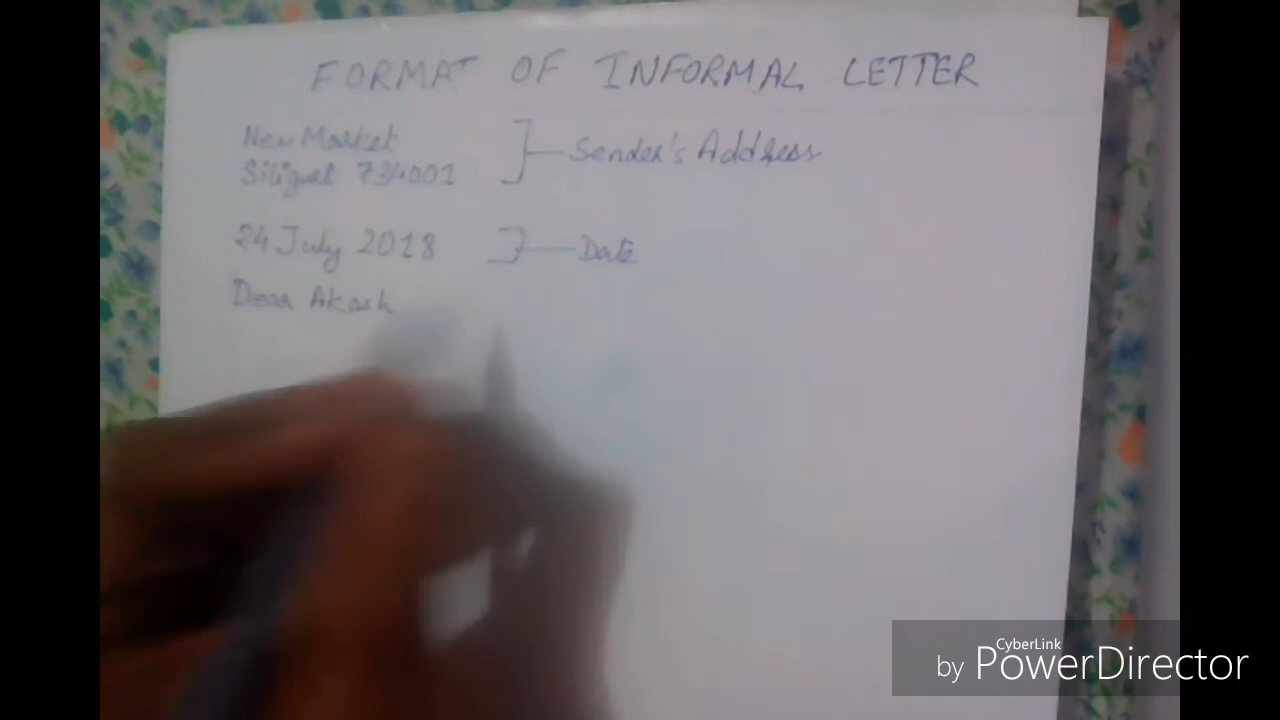 FORMAT OF INFORMAL LETTER
New Market
Siliguri 734001
Sender's Address
24 July 2018
Date
Dear Akash
CyberLink
by PowerDirector